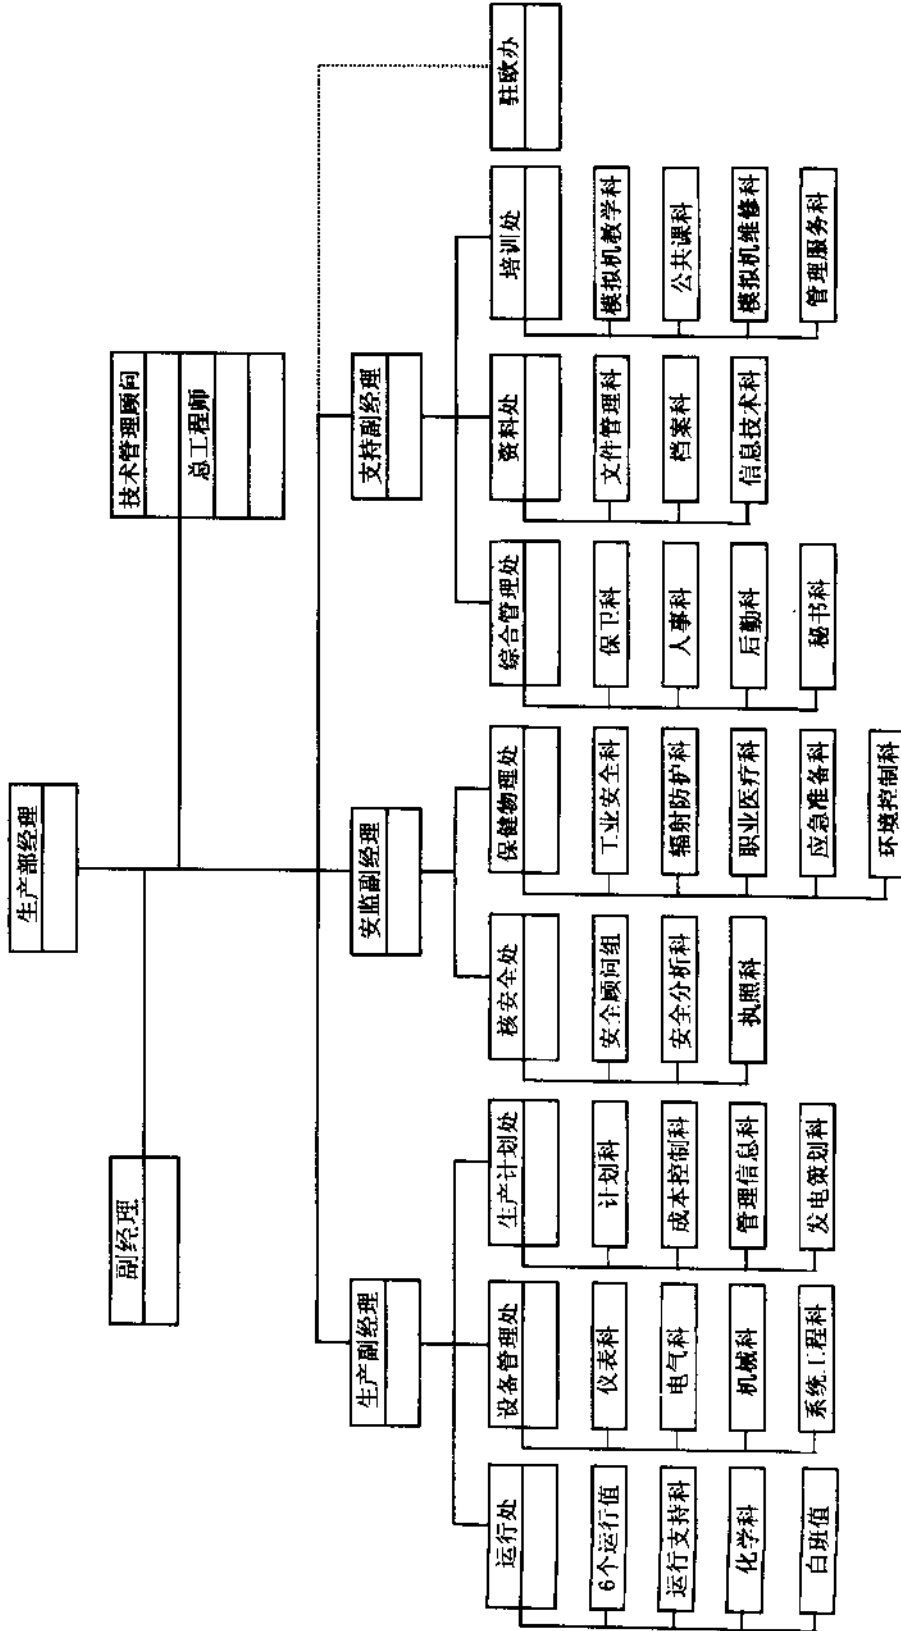 生产部经理
副经理
技术管理顾问
总工程师
生产副经理
安监副经理
支持副经理
运行处
设备管理处
生产计划处
核安全处
保健物理处
综合管理处
资料处
培训处
驻欧办
6个运行值
仪表科
计划科
安全顾问组
工业安全科
保卫科
文件管理科
模拟机教学科
运行支持科
电气科
成本控制科
安全分析科
辐射防护科
人事科
档案科
公共课科
化学科
机械科
管理信息科
执照科
职业医疗科
后勤科
信息技术科
模拟机维修科
白班值
系统工程科
发电策划科
应急准备科
秘书科
管理服务科
环境控制科